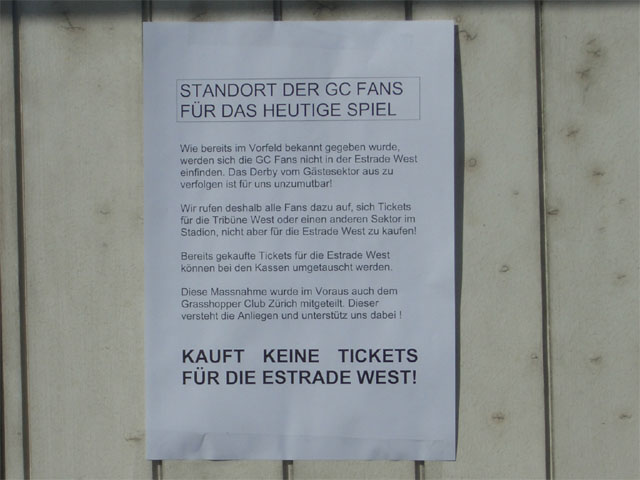 STANDORT DER GC FANS
FÜR DAS HEUTIGE SPIEL
Wie bereits im Vorfeld bekannt gegeben wurde,
werden sich die GC Fans nicht in der Estrade West
einfinden. Das Derby vom Gästesektor aus zu
verfolgen ist für uns unzumutbar!
Wir rufen deshalb alle Fans dazu auf, sich Tickets
für die Tribüne West oder einen anderen Sektor im
Stadion, nicht aber für die Estrade West zu kaufen!
Bereits gekaufte Tickets für die Estrade West
können bei den Kassen umgetauscht werden.
Diese Massnahme wurde im Voraus auch dem
Grasshopper Club Zürich mitgeteilt. Dieser
versteht die Anliegen und unterstütz uns dabei !
KAUFT KEINE TICKETS
FÜR DIE ESTRADE WEST!